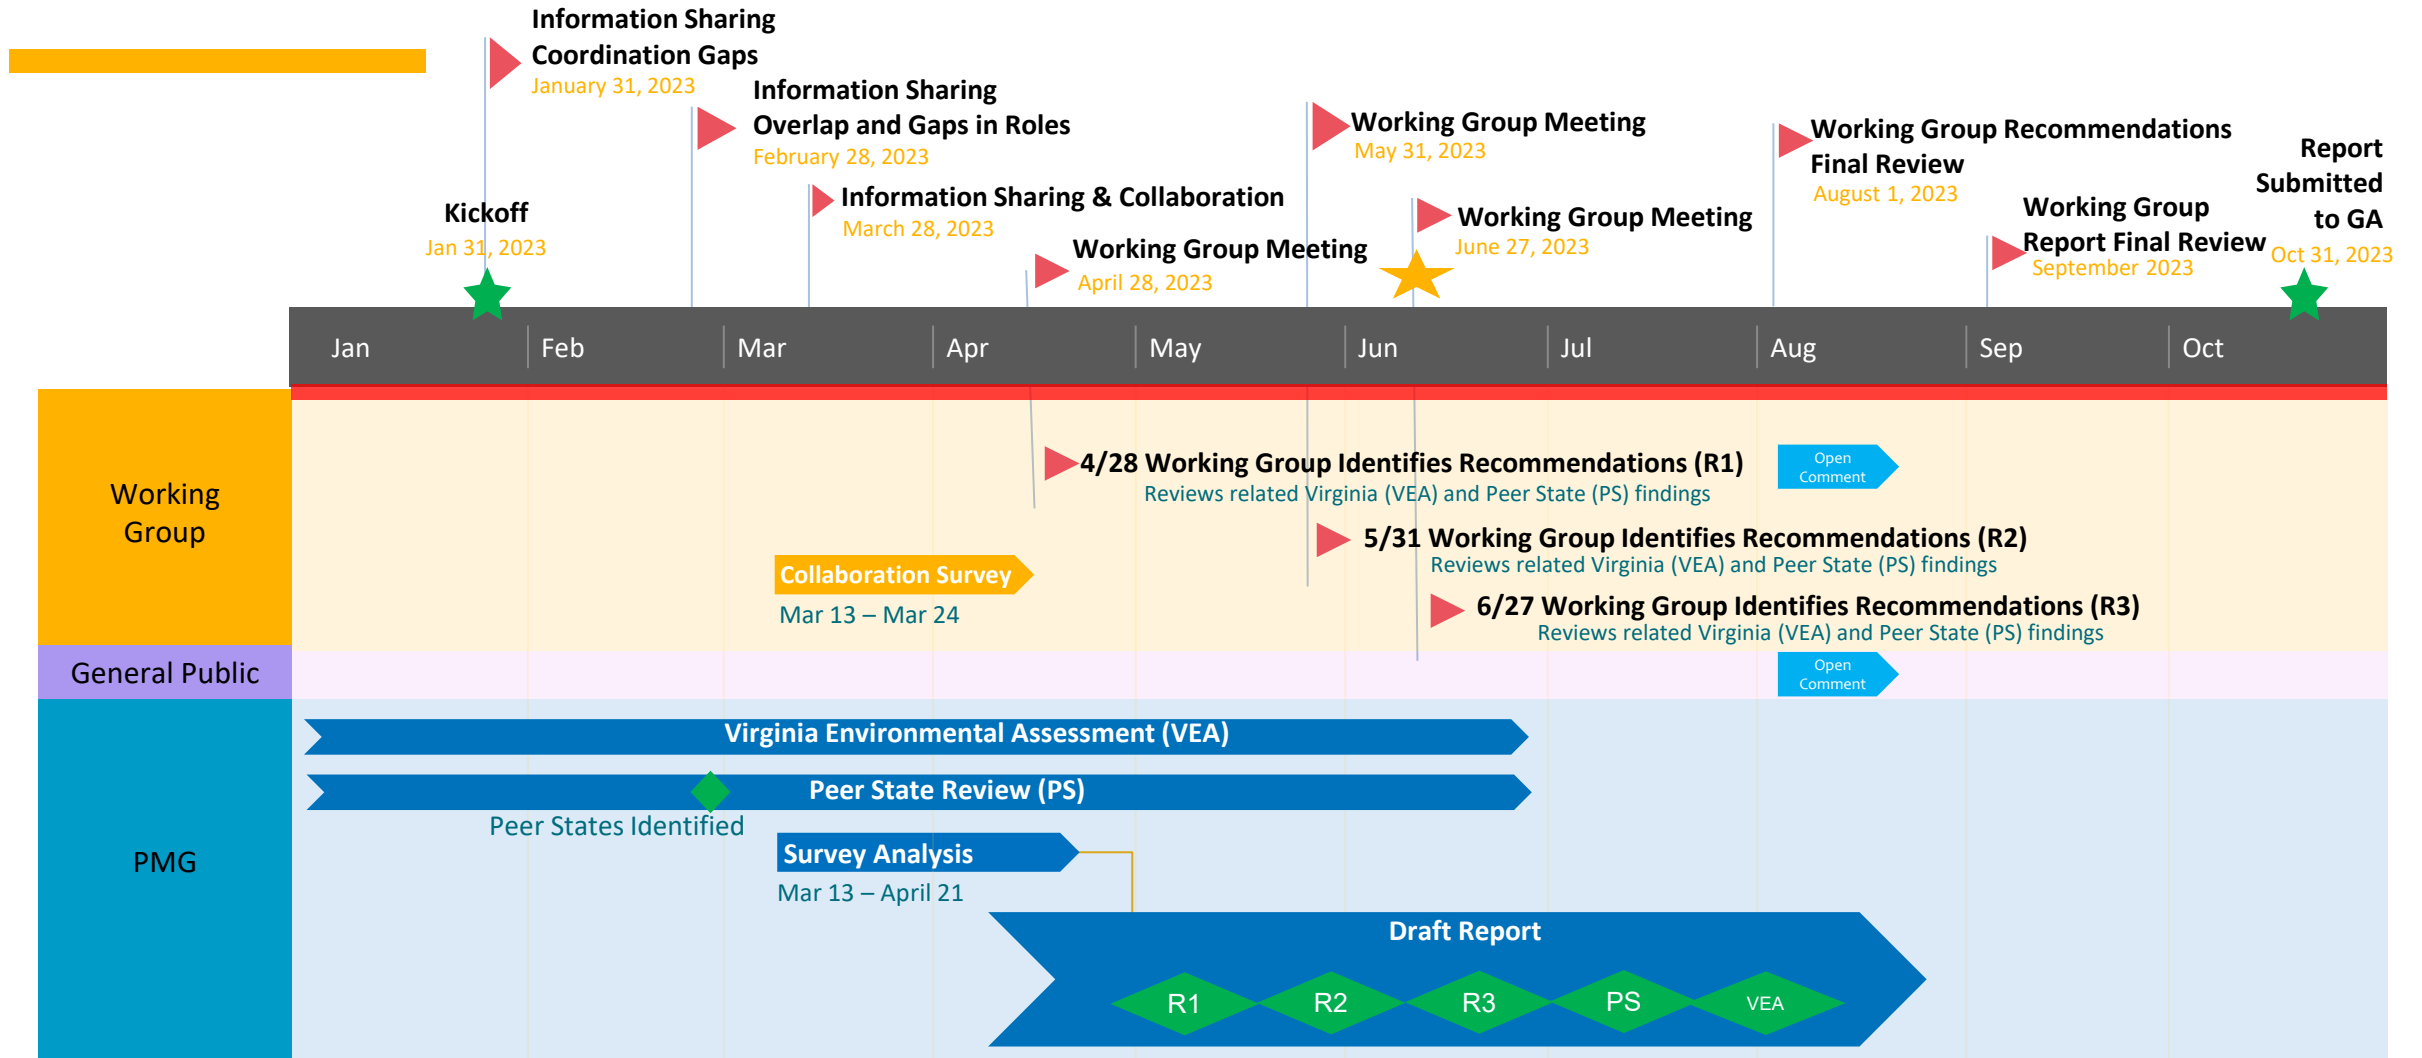 Information Sharing
Coordination Gaps
January 31, 2023
Information Sharing
Overlap and Gaps in Roles
February 28, 2023
Information Sharing & Collaboration
March 28, 2023
Working Group Meeting
April 28, 2023
Kickoff
Jan 31, 2023
Working Group Meeting
May 31, 2023
Working Group Meeting
June 27, 2023
Working Group Recommendations
Final Review
August 1, 2023
Working Group
Report Final Review
September 2023
Report
Submitted
to GA
Oct 31, 2023
Jan
Feb
Mar
Apr
May
Jun
Jul
Aug
Sep
Oct
Working
Group
4/28 Working Group Identifies Recommendations (R1)
Reviews related Virginia (VEA) and Peer State (PS) findings
Open
Comment
5/31 Working Group Identifies Recommendations (R2)
Reviews related Virginia (VEA) and Peer State (PS) findings
Collaboration Survey
Mar 13 – Mar 24
6/27 Working Group Identifies Recommendations (R3)
Reviews related Virginia (VEA) and Peer State (PS) findings
General Public
Open
Comment
PMG
Virginia Environmental Assessment (VEA)
Peer State Review (PS)
Peer States Identified
Survey Analysis
Mar 13 – April 21
Draft Report
R1
R2
R3
PS
VEA